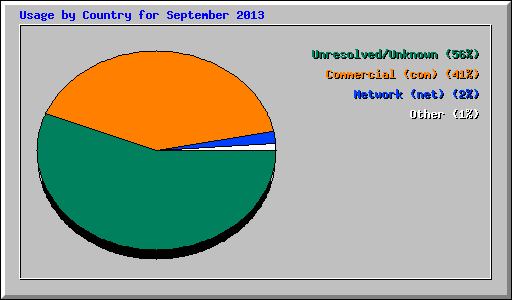 Usage by Country for September 2013
Unresolved/Unknown (56%)
Commercial (com) (41%)
Network (net) (2%)
Other (1%)